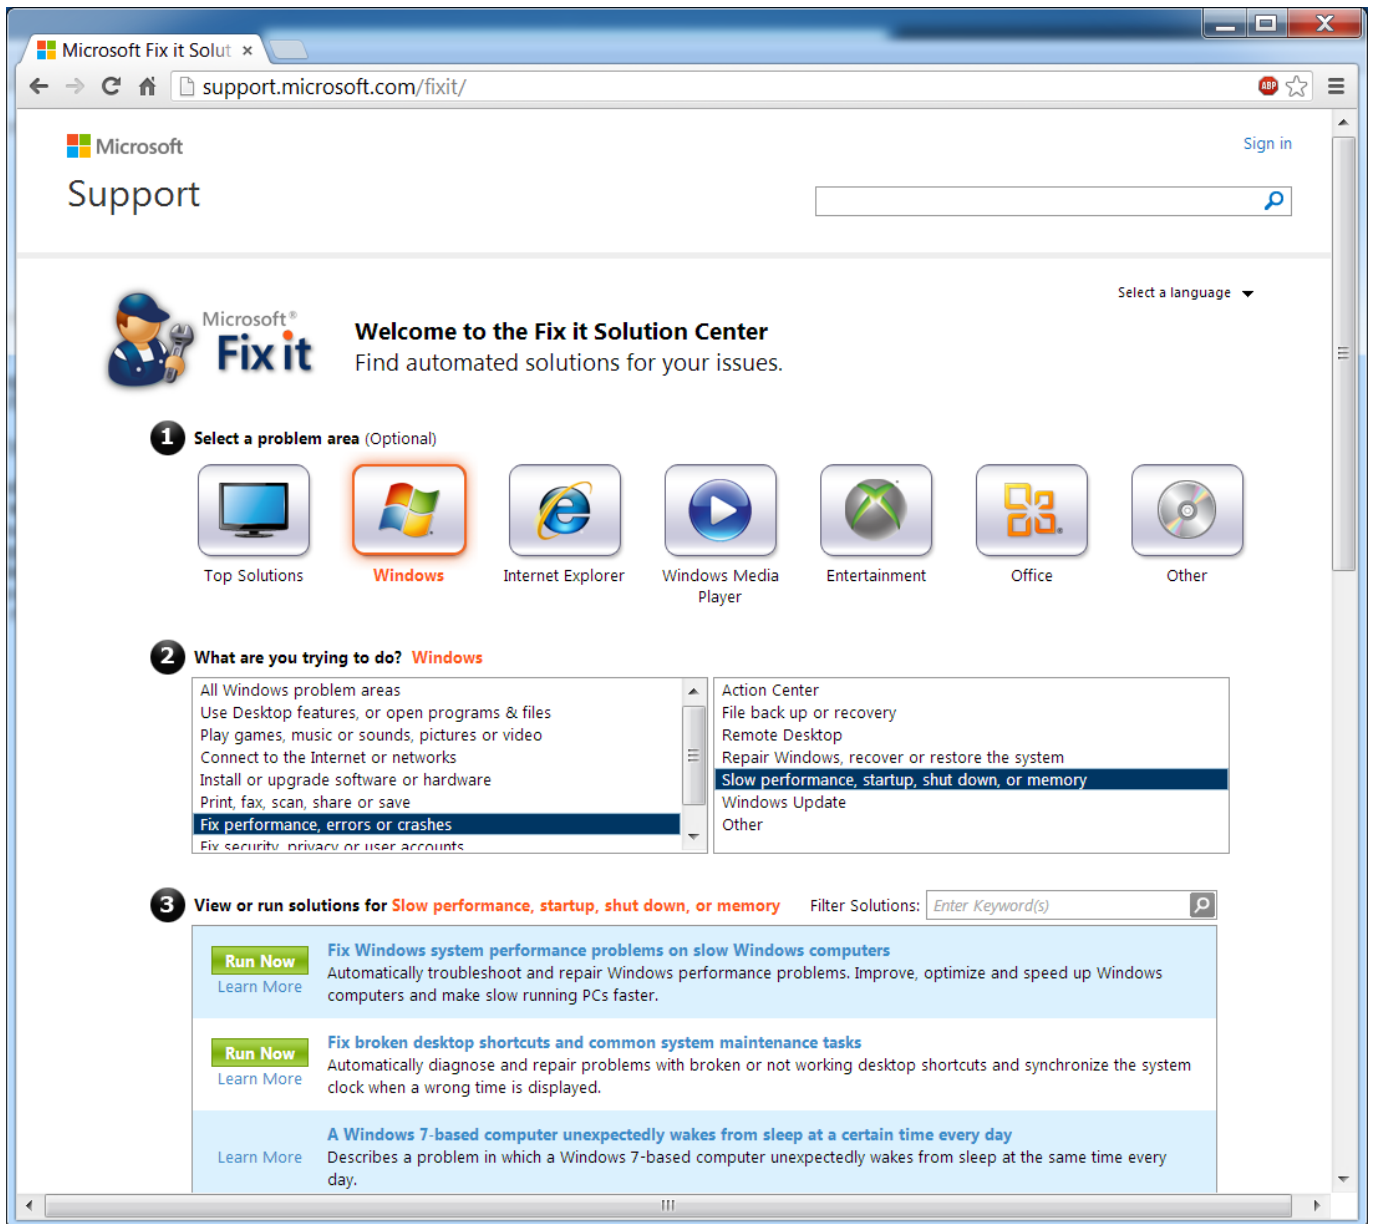 Microsoft Fix it Solut
support.microsoft.com/fixit/
ABP
Microsoft
Sign in
Support
Select a language
Microsoft®
Fix it
Welcome to the Fix it Solution Center
Find automated solutions for your issues.
1 Select a problem area (Optional)
Top Solutions
Windows
Internet Explorer
Windows Media
Player
Entertainment
Office
Other
2 What are you trying to do? Windows
All Windows problem areas
Use Desktop features, or open programs & files
Play games, music or sounds, pictures or video
Connect to the Internet or networks
Install or upgrade software or hardware
Print, fax, scan, share or save
Fix performance, errors or crashes
Fix security, privacy or user accounts
Action Center
File back up or recovery
Remote Desktop
Repair Windows, recover or restore the system
Slow performance, startup, shut down, or memory
Windows Update
Other
3 View or run solutions for Slow performance, startup, shut down, or memory
Filter Solutions: Enter Keyword(s)
Run Now
Learn More
Fix Windows system performance problems on slow Windows computers
Automatically troubleshoot and repair Windows performance problems. Improve, optimize and speed up Windows
computers and make slow running PCs faster.
Run Now
Learn More
Fix broken desktop shortcuts and common system maintenance tasks
Automatically diagnose and repair problems with broken or not working desktop shortcuts and synchronize the system
clock when a wrong time is displayed.
Learn More
A Windows 7-based computer unexpectedly wakes from sleep at a certain time every day
Describes a problem in which a Windows 7-based computer unexpectedly wakes from sleep at the same time every
day.